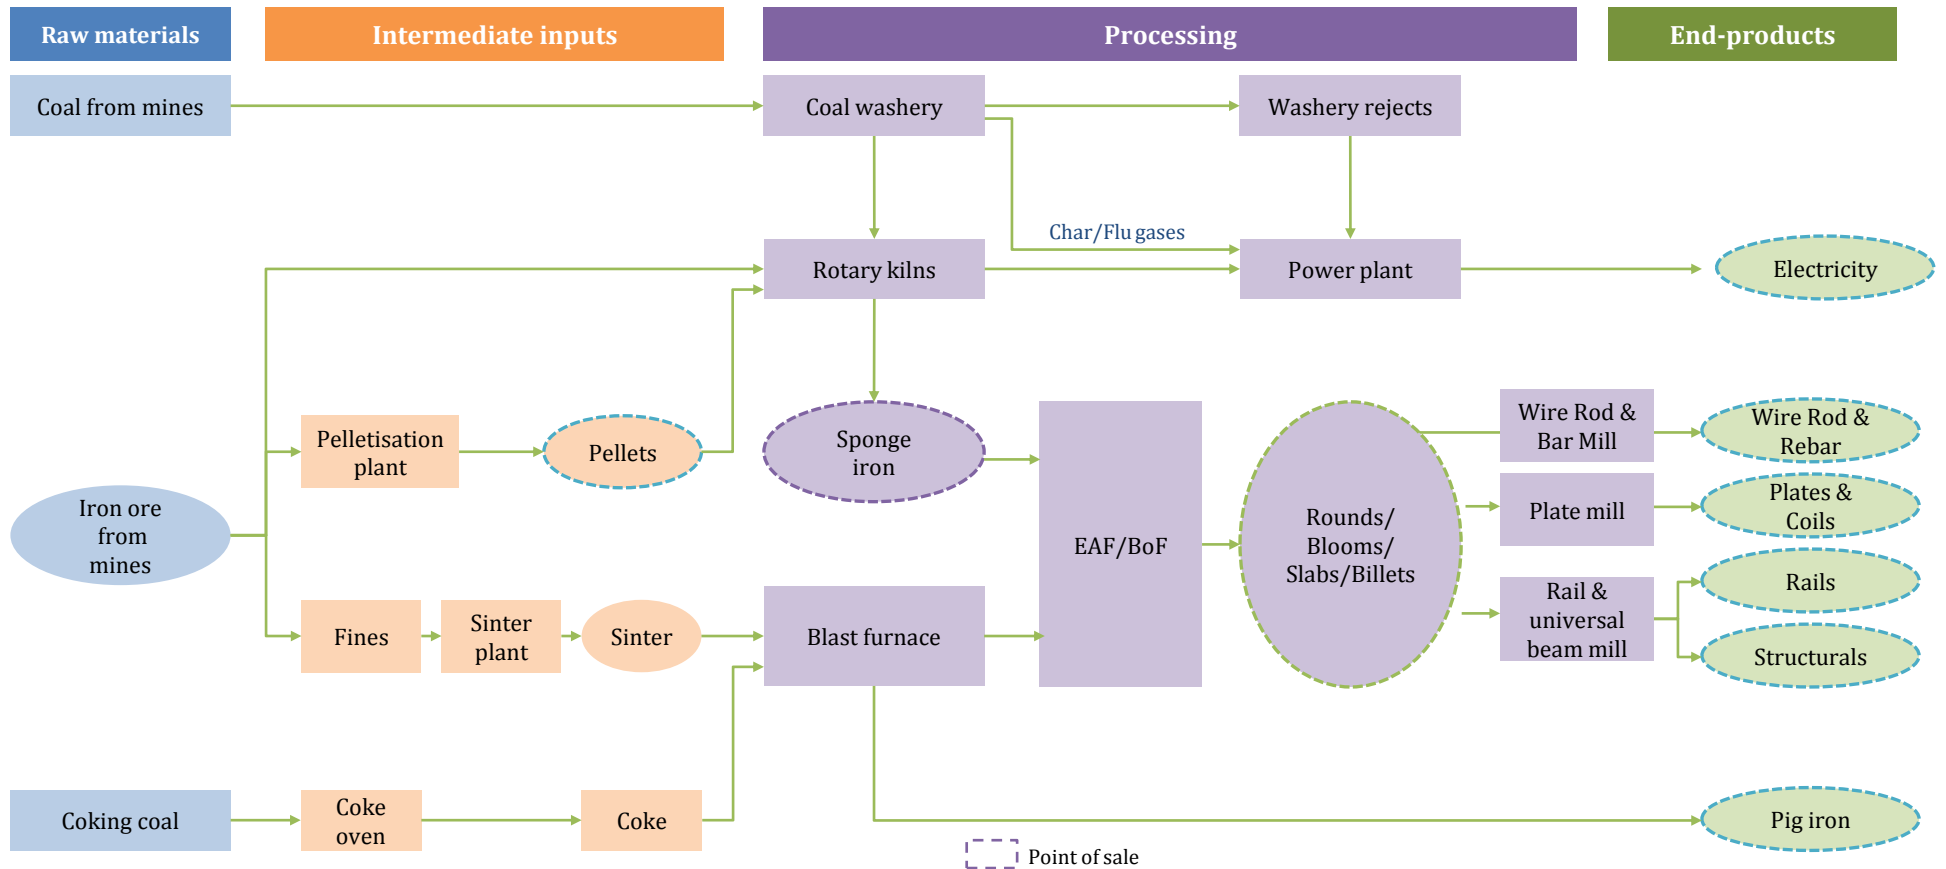 Raw materials
Intermediate inputs
Processing
End-products
Coal from mines
Coal washery
Washery rejects
Char/Flu gases
Rotary kilns
Power plant
Electricity
Pelletisation
plant
Pellets
Sponge
iron
Wire Rod &
Bar Mill
Wire Rod &
Rebar
Iron ore
from
mines
EAF/BoF
Rounds/
Blooms/
Slabs/Billets
Plate mill
Plates &
Coils
Fines
Sinter
plant
Sinter
Blast furnace
Rail &
universal
beam mill
Rails
Structurals
Coking coal
Coke
oven
Coke
Pig iron
Point of sale